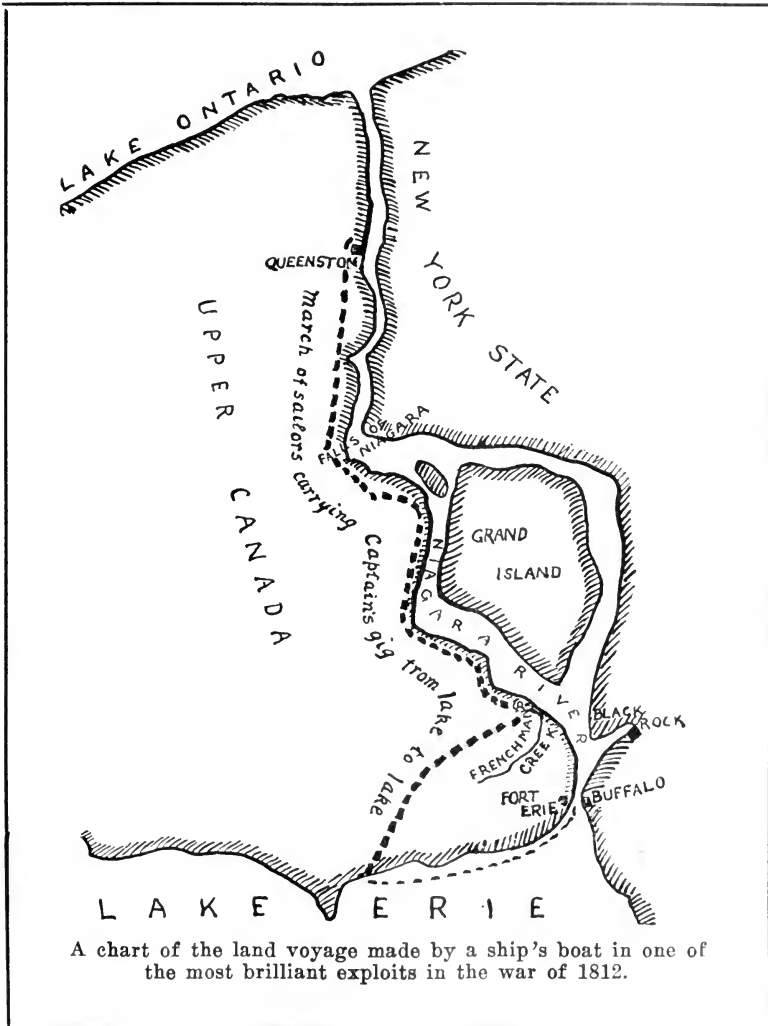 LAKE ONTARIO
NEW YORK STATE
QUEENSTON
UPPER CANADA
March of sailors carrying Captain's gig from lake to lake
FALLS OF
NIAGARA
GRAND
ISLAND
NIAGARA RIVER
BLACK
ROCK
FRENCHMAN
CREEK
FORT
ERIE
BUFFALO
LAKE ERIE
A chart of the land voyage made by a ship's boat in one of
the most brilliant exploits in the war of 1812.